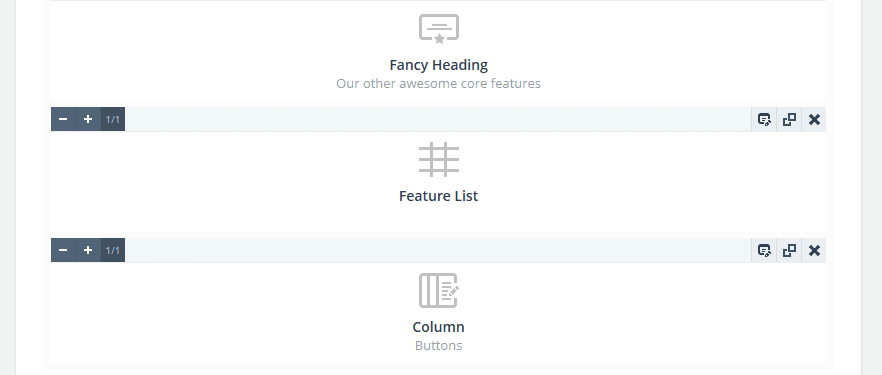 Fancy Heading
Our other awesome core features
1/1
Feature List
1/1
Column
Buttons